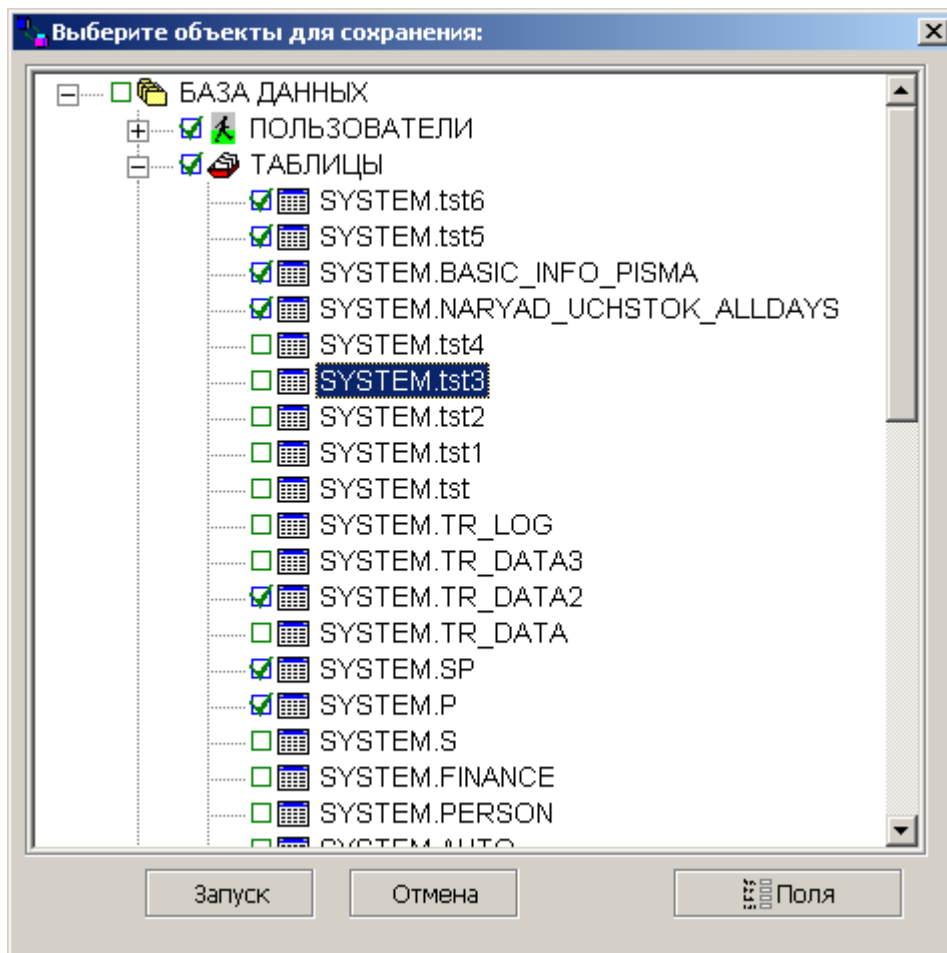 Выберите объекты для сохранения:
БАЗА ДАННЫХ
ПОЛЬЗОВАТЕЛИ
ТАБЛИЦЫ
SYSTEM.tst6
SYSTEM.tst5
SYSTEM.BASIC_INFO_PISMA
SYSTEM.NARYAD_UCHSTOK_ALLDAYS
SYSTEM.tst4
SYSTEM.tst3
SYSTEM.tst2
SYSTEM.tst1
SYSTEM.tst
SYSTEM.TR_LOG
SYSTEM.TR_DATA3
SYSTEM.TR_DATA2
SYSTEM.TR_DATA
SYSTEM.SP
SYSTEM.P
SYSTEM.S
SYSTEM.FINANCE
SYSTEM.PERSON
SYSTEM.AUTO
Запуск Отмена Поля